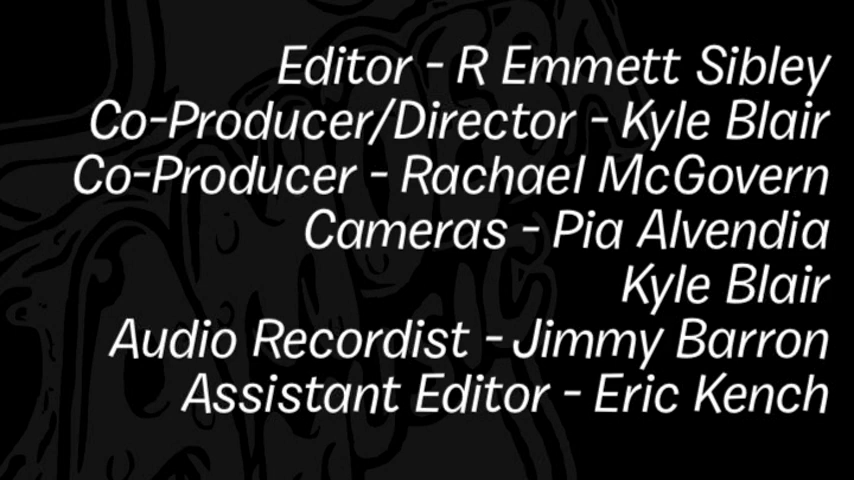 Editor - R Emmett Sibley
Co-Producer/Director - Kyle Blair
Co-Producer - Rachael McGovern
Cameras - Pia Alvendia
Kyle Blair
Audio Recordist - Jimmy Barron
Assistant Editor - Eric Kench